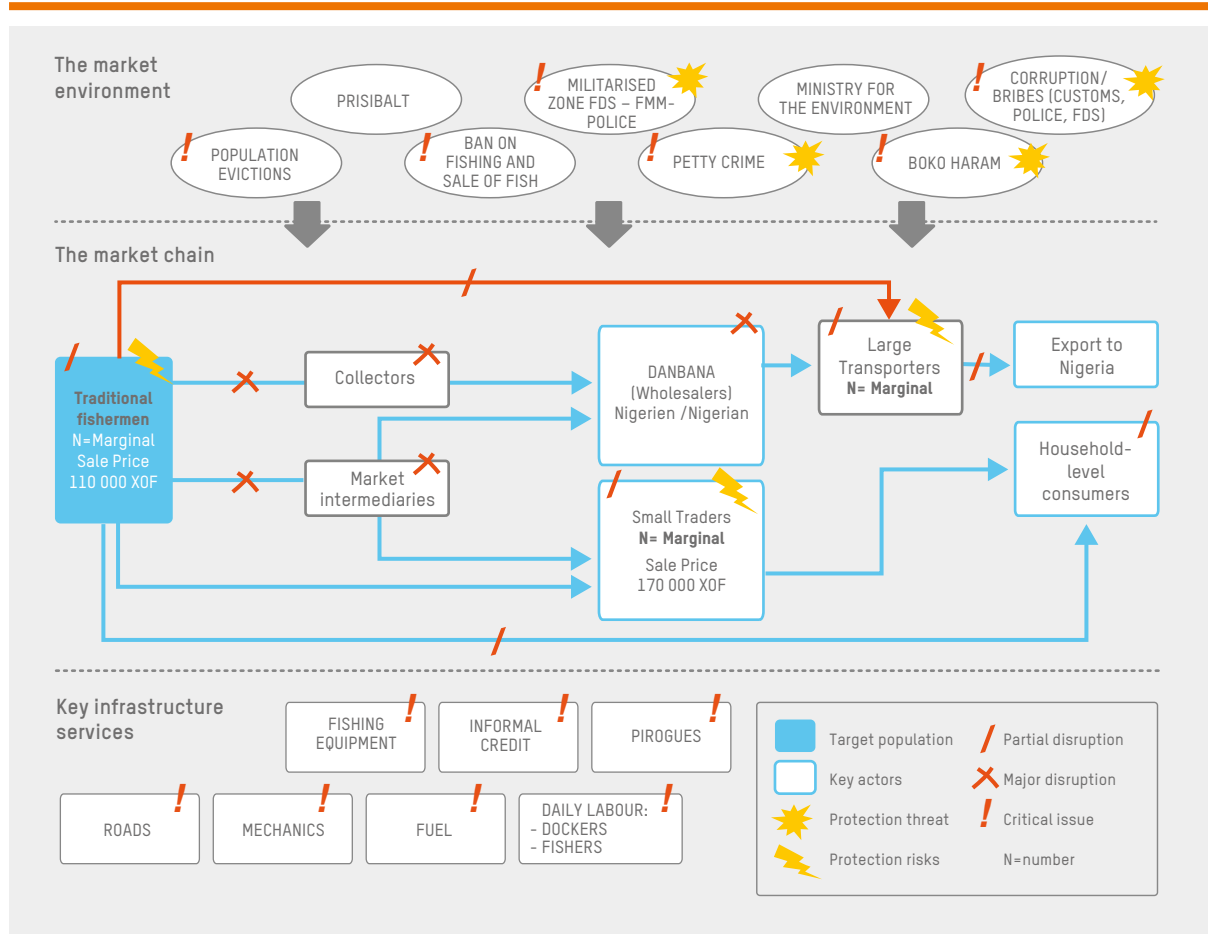 The market
environment
PRISIBALT
MILITARISED
ZONE FDS – FMM-
POLICE
MINISTRY FOR
THE ENVIRONMENT
CORRUPTION/
BRIBES (CUSTOMS,
POLICE, FDS)
POPULATION
EVICTIONS
BAN ON
FISHING AND
SALE OF FISH
PETTY CRIME
BOKO HARAM
The market chain
Traditional
fishermen
N=Marginal
Sale Price
110 000 XOF
Collectors
Market
intermediaries
DANBANA
(Wholesalers)
Nigerien /Nigerian
Small Traders
N= Marginal
Sale Price
170 000 XOF
Large
Transporters
N= Marginal
Export to
Nigeria
Household-
level
consumers
Key infrastructure
services
FISHING
EQUIPMENT
INFORMAL
CREDIT
PIROGUES
ROADS
MECHANICS
FUEL
DAILY LABOUR:
- DOCKERS
- FISHERS
Target population
Partial disruption
Key actors
Major disruption
Protection threat
Critical issue
Protection risks
N=number